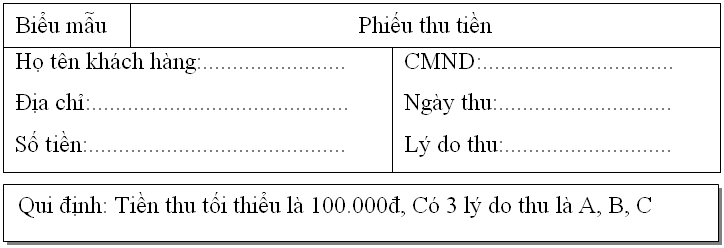 Biểu mẫu Phiếu thu tiền
Họ tên khách hàng:........................ CMND:................................
Địa chỉ:........................................... Ngày thu:.............................
Số tiền:........................................... Lý do thu:............................
Qui định: Tiền thu tối thiểu là 100.000đ, Có 3 lý do thu là A, B, C